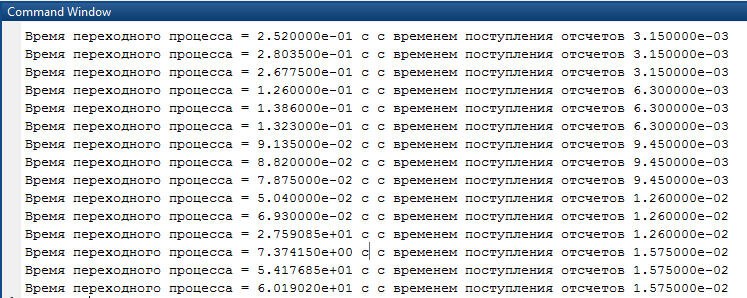 Command Window
Время переходного процесса = 2.520000e-01 с с временем поступления отсчетов 3.150000e-03
Время переходного процесса = 2.803500e-01 с с временем поступления отсчетов 3.150000e-03
Время переходного процесса = 2.677500e-01 с с временем поступления отсчетов 3.150000e-03
Время переходного процесса = 1.260000e-01 с с временем поступления отсчетов 6.300000e-03
Время переходного процесса = 1.386000e-01 с с временем поступления отсчетов 6.300000e-03
Время переходного процесса = 1.323000e-01 с с временем поступления отсчетов 6.300000e-03
Время переходного процесса = 9.135000e-02 с с временем поступления отсчетов 9.450000e-03
Время переходного процесса = 8.820000e-02 с с временем поступления отсчетов 9.450000e-03
Время переходного процесса = 7.875000e-02 с с временем поступления отсчетов 9.450000e-03
Время переходного процесса = 5.040000e-02 с с временем поступления отсчетов 1.260000e-02
Время переходного процесса = 6.930000e-02 с с временем поступления отсчетов 1.260000e-02
Время переходного процесса = 2.759085e+01 с с временем поступления отсчетов 1.260000e-02
Время переходного процесса = 7.374150e+00 с с временем поступления отсчетов 1.575000e-02
Время переходного процесса = 5.417685e+01 с с временем поступления отсчетов 1.575000e-02
Время переходного процесса = 6.019020e+01 с с временем поступления отсчетов 1.575000e-02